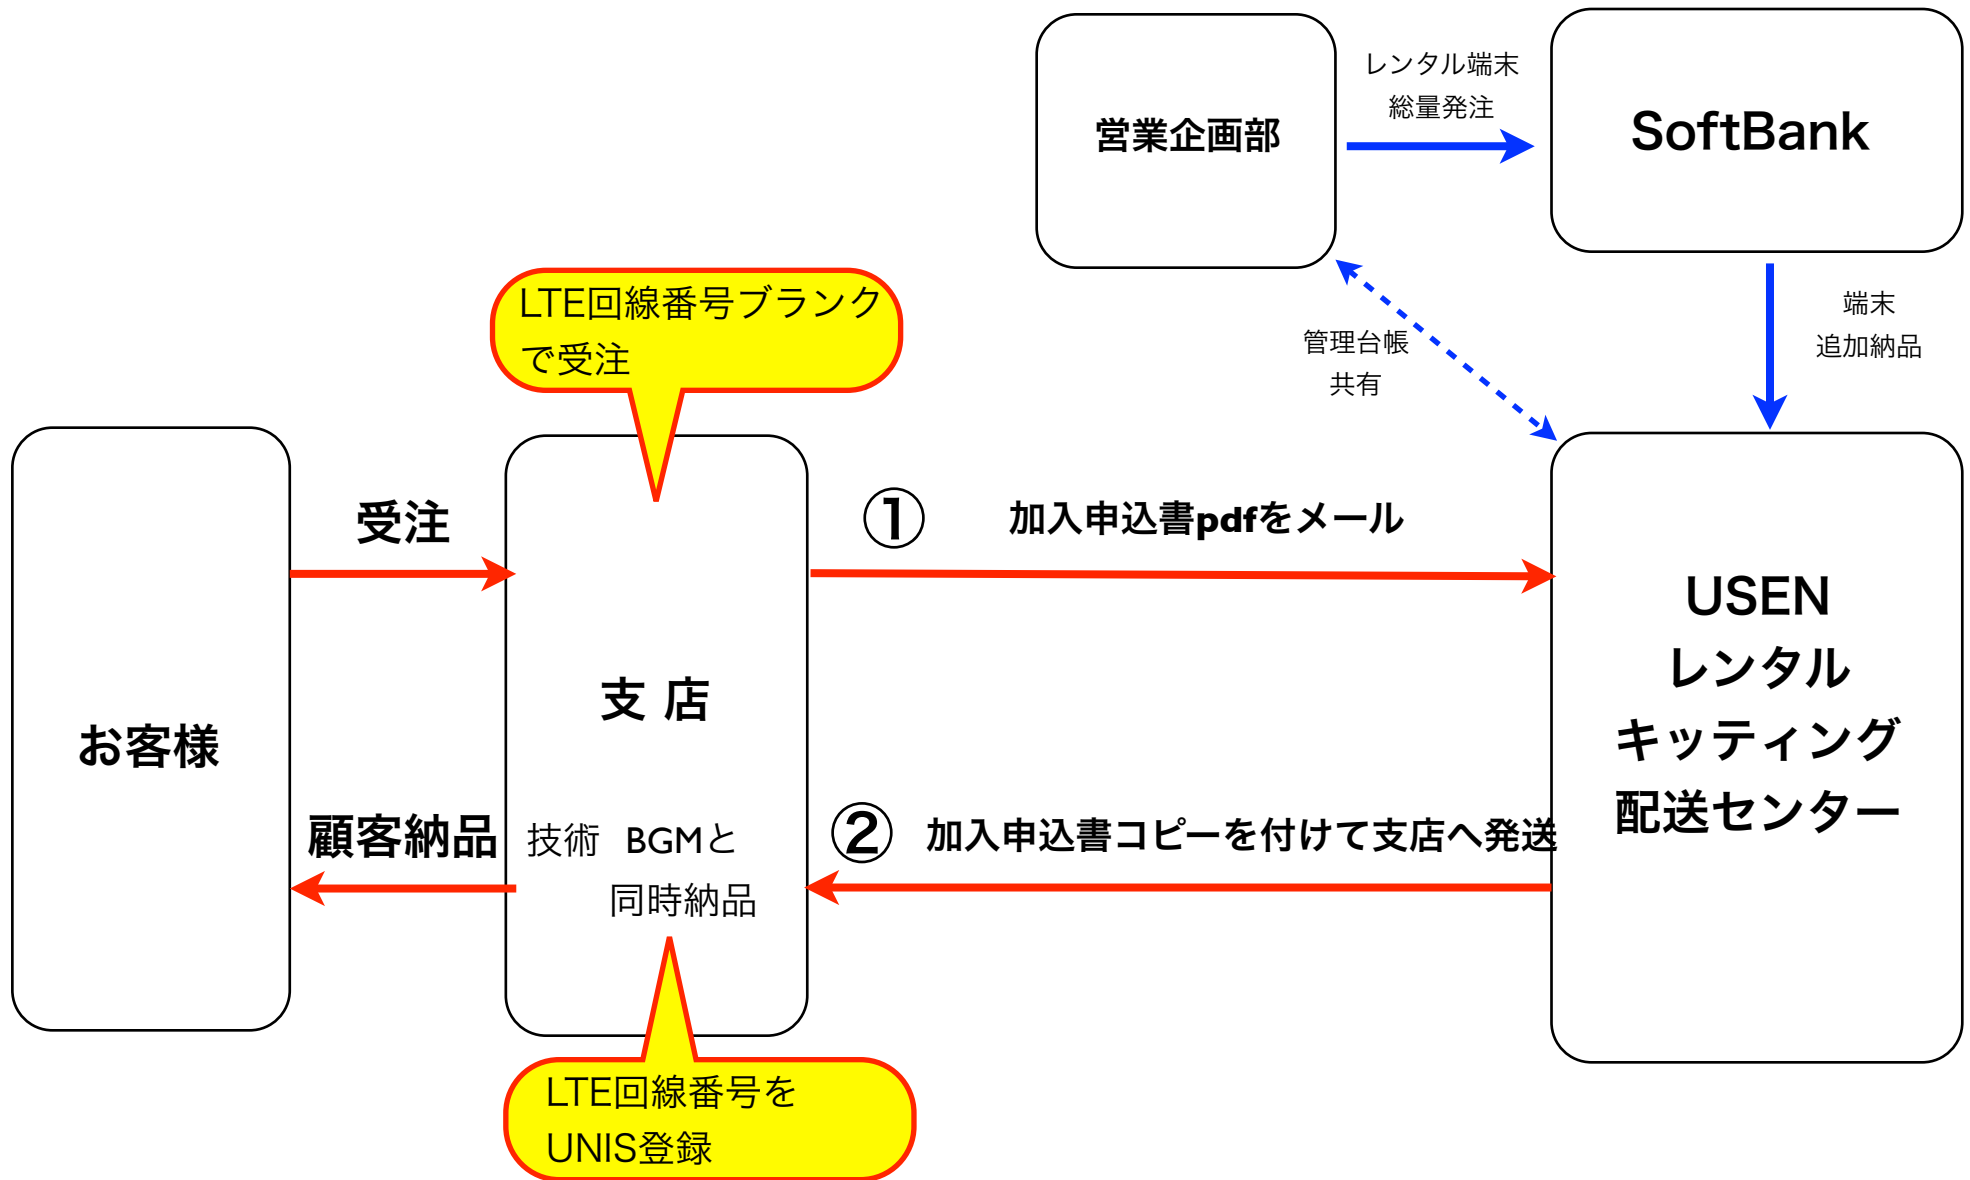 営業企画部
レンタル端末
総量発注
SoftBank
端末
追加納品
管理台帳
共有
LTE回線番号ブランク
で受注
受注
①
加入申込書pdfをメール
お客様
支 店
USEN
レンタル
キッティング
配送センター
顧客納品
技術 BGMと
同時納品
②
加入申込書コピーを付けて支店へ発送
LTE回線番号を
UNIS登録